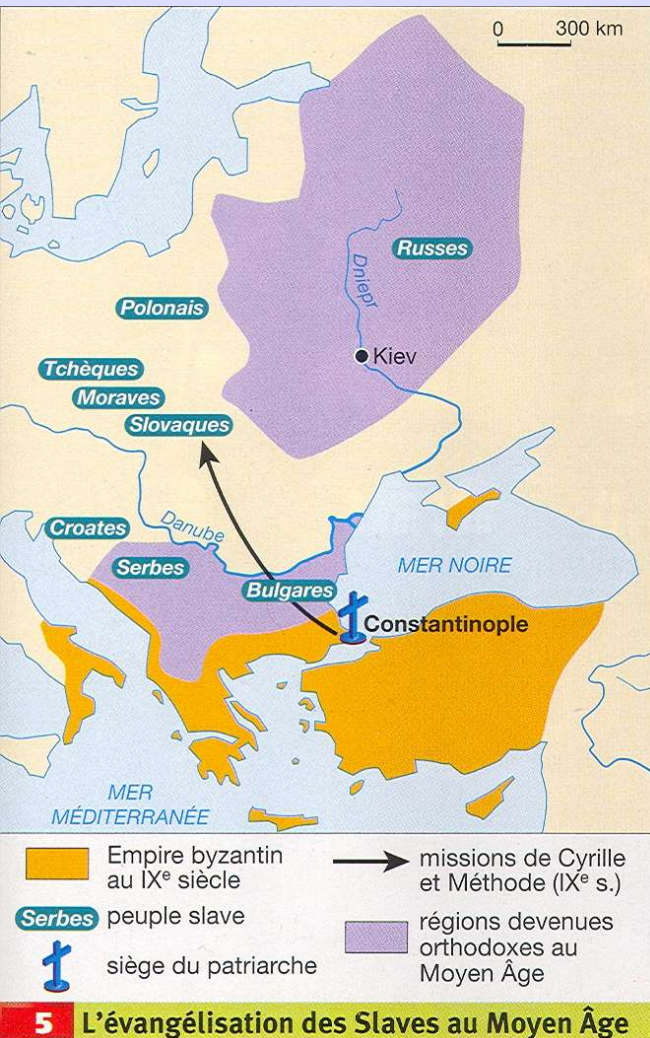 0 300 km
Russes
Dniepr
Polonais
Kiev
Tchèques
Moraves
Slovaques
Croates
Danube
Serbes
Bulgares
MER NOIRE
Constantinople
MER
MÉDITERRANÉE
Empire byzantin
au IXe siècle
missions de Cyrille
et Méthode (IXe s.)
Serbes peuple slave
régions devenues
orthodoxes au
Moyen Âge
siège du patriarche
5 L'évangélisation des Slaves au Moyen Âge